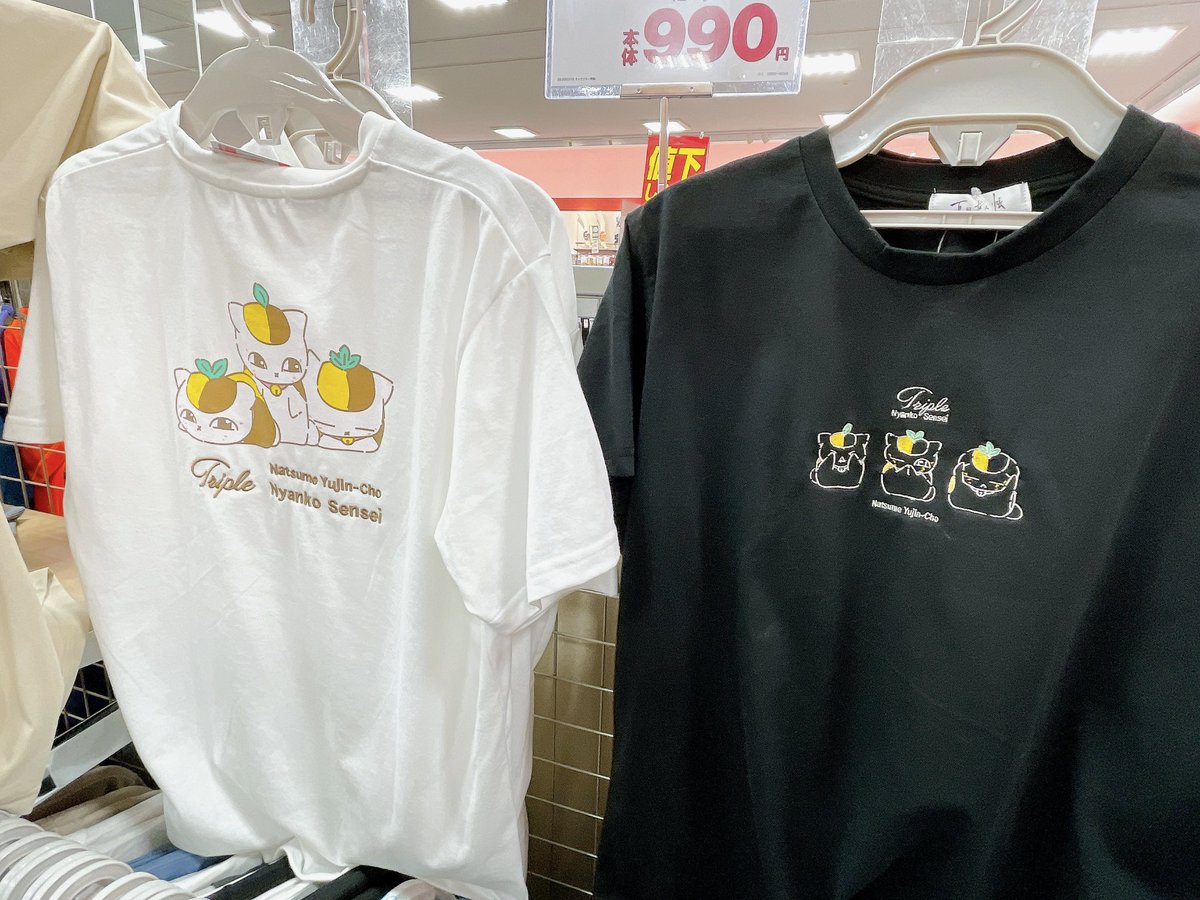 本体990円
値下
Triple
Natsume Yujin-Cho
Nyanko Sensei
Triple
Nyanko Sensei
Natsume Yujin-Cho